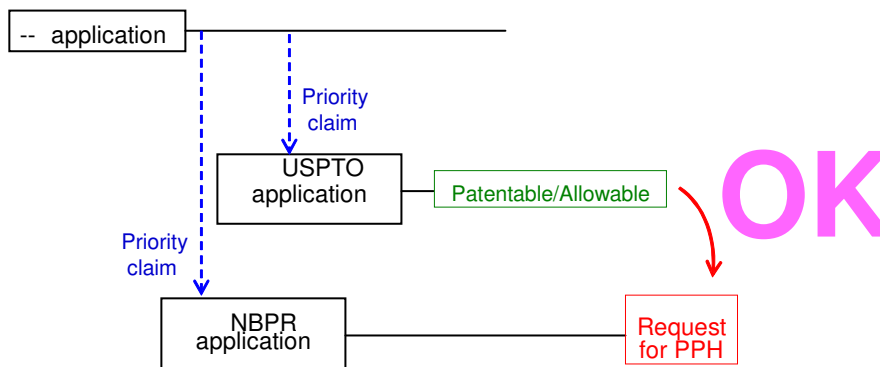 -- application
Priority
claim
USPTO
application
Patentable/Allowable
OK
Priority
claim
NBPR
application
Request
for PPH